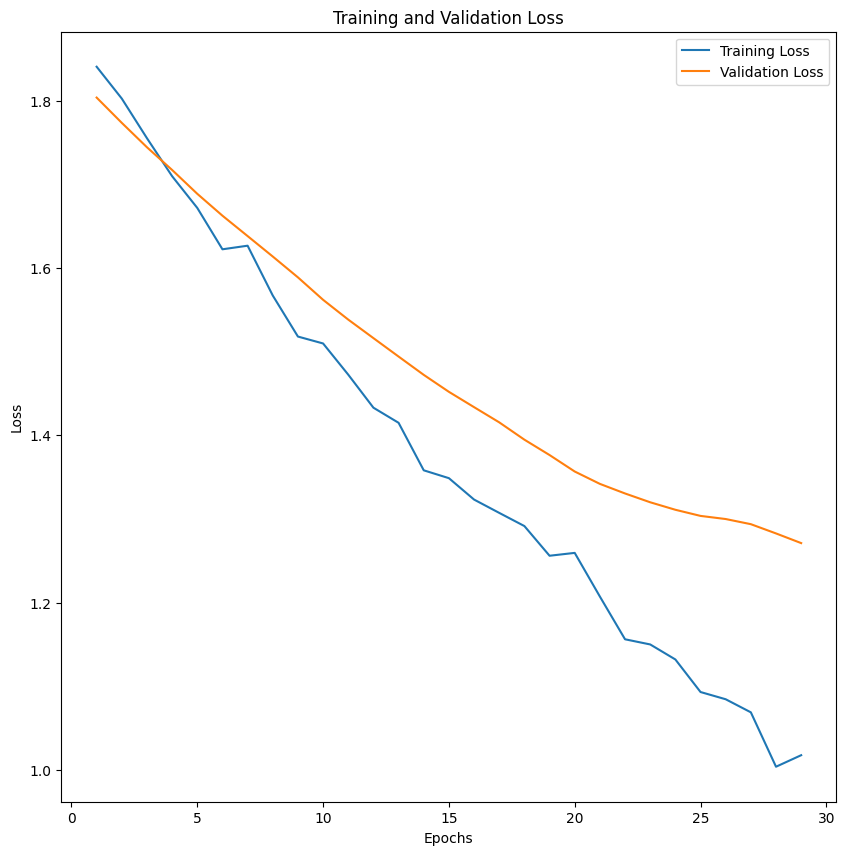 Training and Validation Loss
Training Loss
Validation Loss
1.8
1.6
1.4
1.2
1.0
Loss
0 5 10 15 20 25 30
Epochs